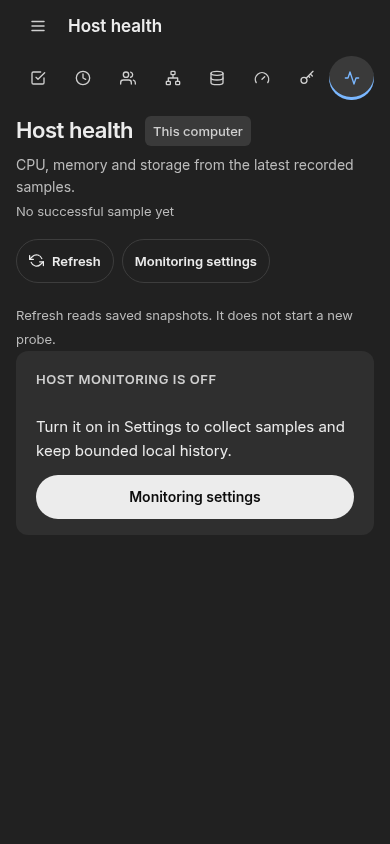 Host health
Host health
This computer
CPU, memory and storage from the latest recorded
samples.
No successful sample yet
Refresh
Monitoring settings
Refresh reads saved snapshots. It does not start a new
probe.
HOST MONITORING IS OFF
Turn it on in Settings to collect samples and
keep bounded local history.
Monitoring settings